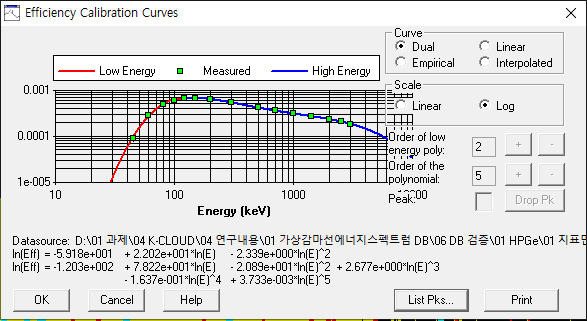 Efficiency Calibration Curves
Low Energy Measured High Energy
0.001
0.0001
1e-005
10 100 1000 10000
Energy (keV)
Curve
Dual Linear
Empirical Interpolated
Scale
Linear Log
Order of low energy poly: 2 + -
Order of the polynomial: 5 + -
Peak: Drop Pk
Datasource: D:\01 과제\04 K-CLOUD\04 연구내용\01 가상감마선에너지스펙트럼 DB\06 DB 검증\01 HPGe\01 지표면
ln(Eff) = -5.918e+001 + 2.202e+001*ln(E) - 2.339e+000*ln(E)^2
ln(Eff) = -1.203e+002 + 7.822e+001*ln(E) - 2.089e+001*ln(E)^2 + 2.677e+000*ln(E)^3
-1.637e-001*ln(E)^4 + 3.733e-003*ln(E)^5
OK Cancel Help List Pks... Print